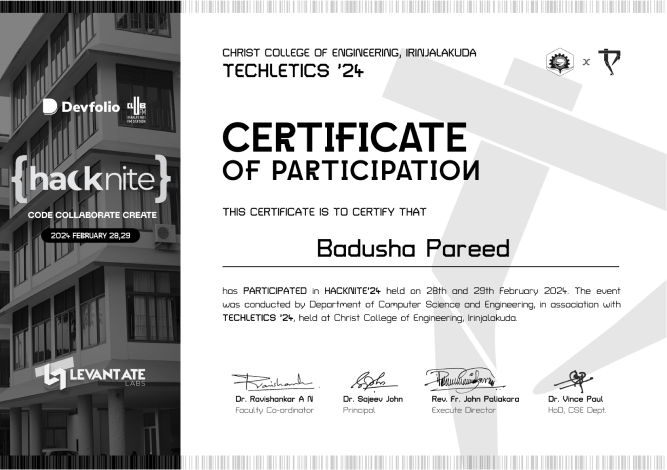 CHRIST COLLEGE OF ENGINEERING, IRINJALAKUDA
TECHLETICS '24
x
CERTIFICATE
OF PARTICIPATION
THIS CERTIFICATE IS TO CERTIFY THAT
Badusha Pareed
has PARTICIPATED in HACKNITE'24 held on 28th and 29th February 2024. The event
was conducted by Department of Computer Science and Engineering, in association with
TECHLETICS '24, held at Christ College of Engineering, Irinjalakuda.
Dr. Ravishankar A N
Faculty Co-ordinator
Dr. Sajeev John
Principal
Rev. Fr. John Paliakara
Execute Director
Dr. Vince Paul
HoD, CSE Dept.
Devfolio
{hacknite}
CODE COLLABORATE CREATE
2024 FEBRUARY 28,29
LEVANTATE
LABS